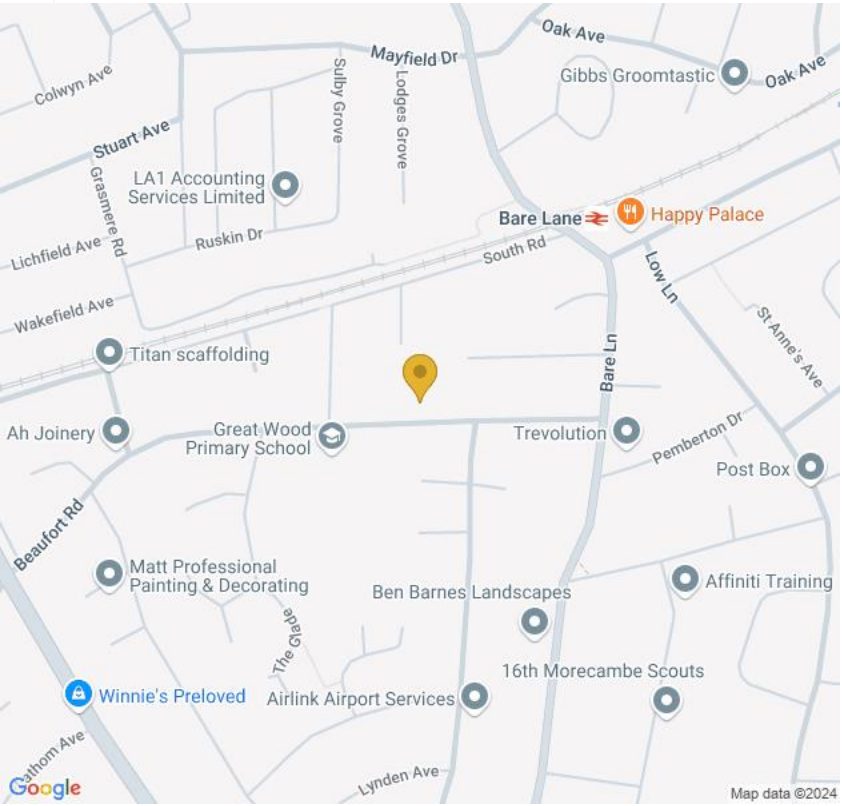 Oak Ave
Mayfield Dr
Gibbs Groomtastic
Oak Ave
Colwyn Ave
Sulby Grove
Lodges Grove
Stuart Ave
Grasmere Rd
LA1 Accounting
Services Limited
Bare Lane
Happy Palace
Ruskin Dr
Lichfield Ave
South Rd
Low Ln
Wakefield Ave
St Anne's Ave
Titan scaffolding
Bare Ln
Ah Joinery
Great Wood
Primary School
Trevolution
Pemberton Dr
Post Box
Beaufort Rd
Matt Professional
Painting & Decorating
Ben Barnes Landscapes
Affiniti Training
The Glade
16th Morecambe Scouts
Winnie's Preloved
Airlink Airport Services
athom Ave
Lynden Ave
Google
Map data ©2024